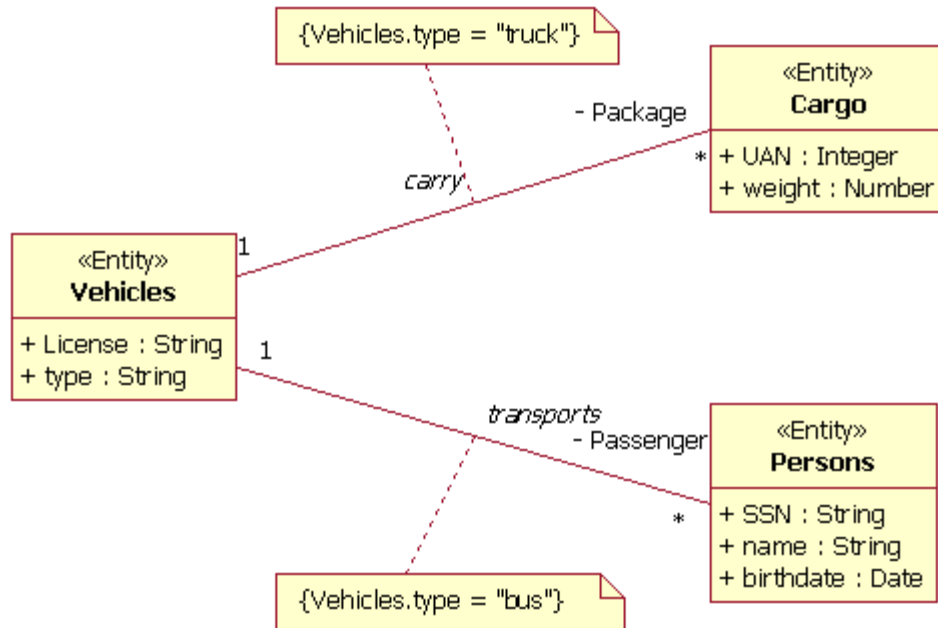 {Vehicles.type = "truck"}
«Entity»
Cargo
+ UAN : Integer
+ weight : Number
- Package
*
carry
1
«Entity»
Vehicles
+ License : String
+ type : String
1
transports
- Passenger
*
«Entity»
Persons
+ SSN : String
+ name : String
+ birthdate : Date
{Vehicles.type = "bus"}